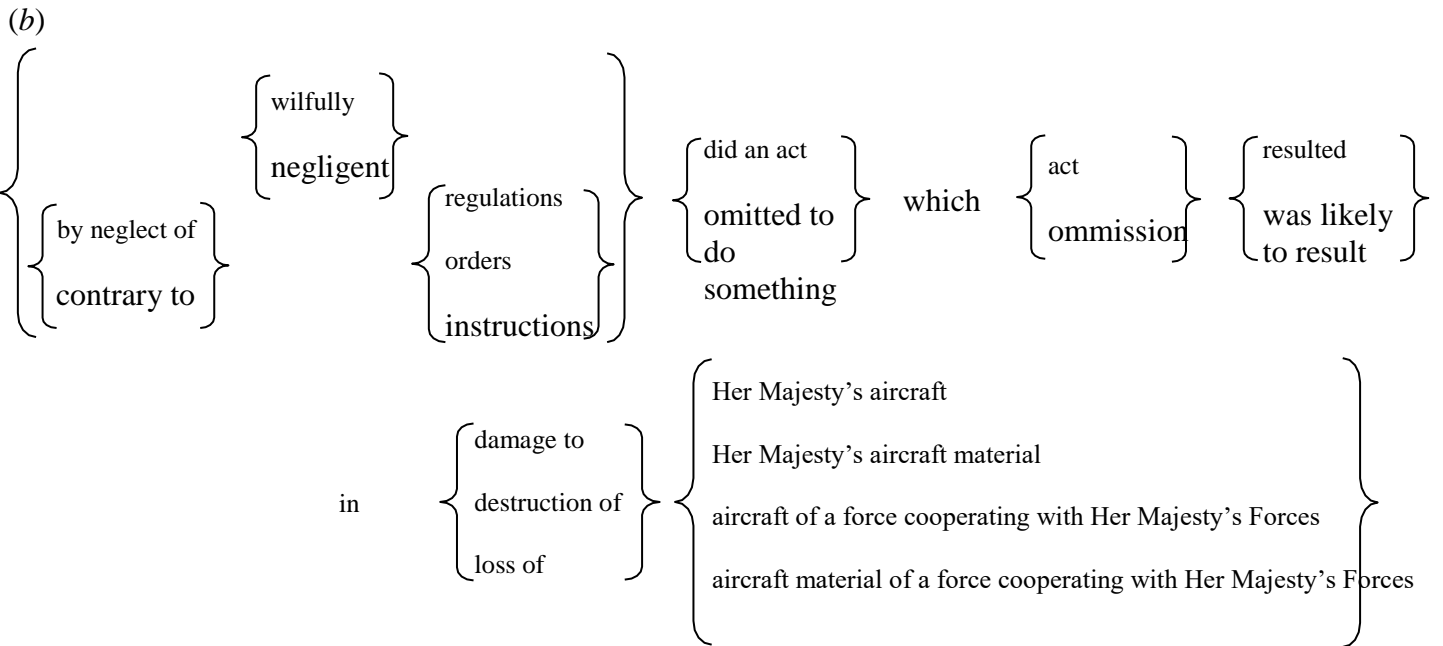 (b)
wilfully
negligent
by neglect of
contrary to
regulations
orders
instructions
did an act
omitted to
do
something
which
act
ommission
resulted
was likely
to result
in
damage to
destruction of
loss of
Her Majesty’s aircraft
Her Majesty’s aircraft material
aircraft of a force cooperating with Her Majesty’s Forces
aircraft material of a force cooperating with Her Majesty’s Forces